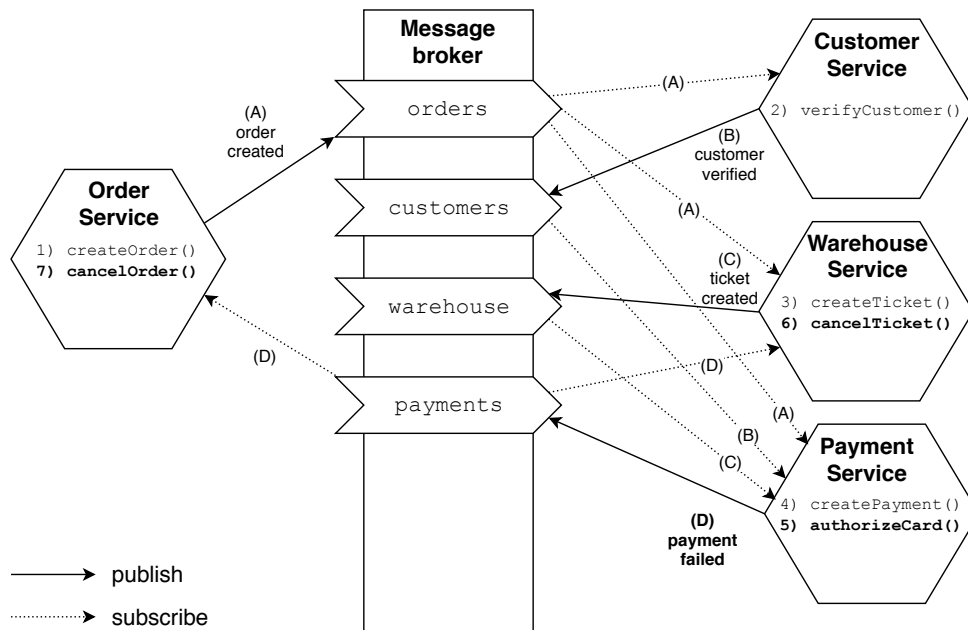 Message
broker
orders
customers
warehouse
payments
Order
Service
1) createOrder()
7) cancelOrder()
(A)
order
created
(D)
(A)
(A)
(A)
(B)
(C)
(D)
Customer
Service
2) verifyCustomer()
(B)
customer
verified
Warehouse
Service
3) createTicket()
6) cancelTicket()
(C)
ticket
created
Payment
Service
4) createPayment()
5) authorizeCard()
(D)
payment
failed
publish
subscribe